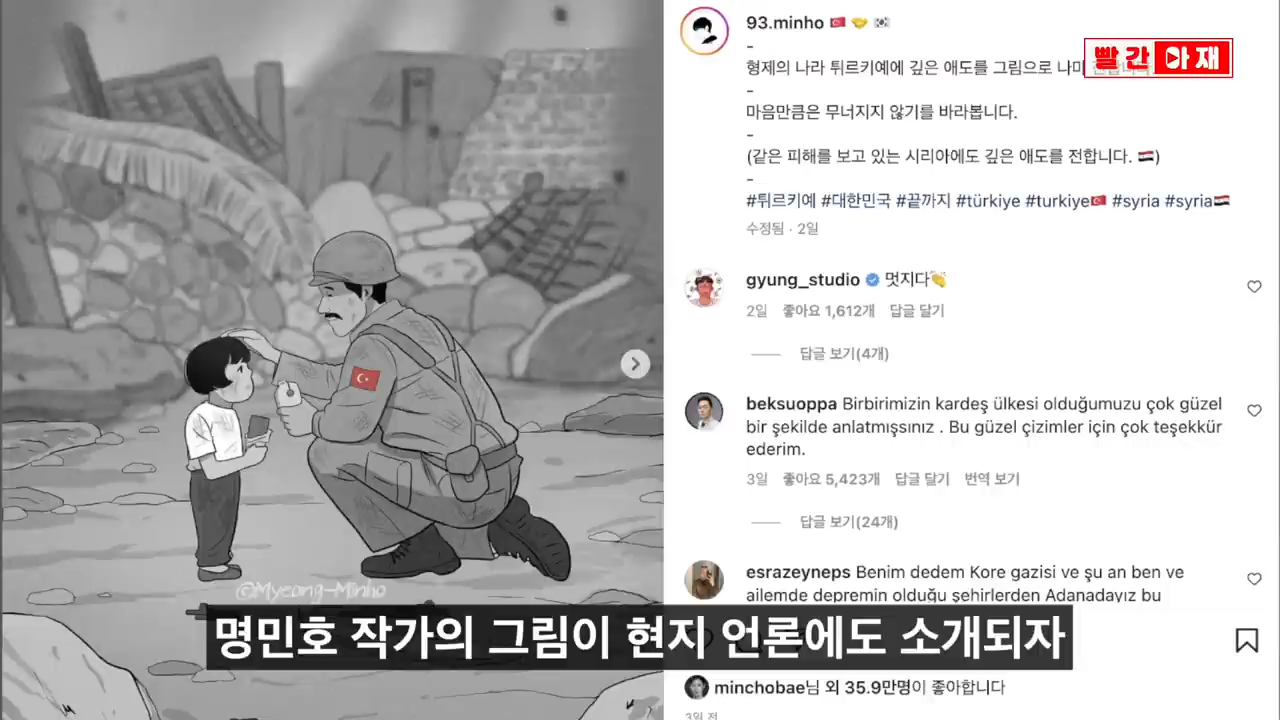 93.minho 🇹🇷 🤝 🇰🇷
-
빨간아재
형제의 나라 튀르키예에 깊은 애도를 그림으로 나마
-
마음만큼은 무너지지 않기를 바라봅니다.
-
(같은 피해를 보고 있는 시리아에도 깊은 애도를 전합니다. 🇸🇾)
-
#튀르키예 #대한민국 #끝까지 #türkiye #turkiye🇹🇷 #syria #syria🇸🇾
수정됨 · 2일
gyung_studio 멋지다👏
2일 좋아요 1,612개 답글 달기
답글 보기(4개)
beksuoppa Birbirimizin kardeş ülkesi olduğumuzu çok güzel
bir şekilde anlatmışsınız . Bu güzel çizimler için çok teşekkür
ederim.
3일 좋아요 5,423개 답글 달기 번역 보기
답글 보기(24개)
esrazeyneps Benim dedem Kore gazisi ve şu an ben ve
ailemde depremin olduğu şehirlerden Adanadayız bu
@Myeong-Minho
명민호 작가의 그림이 현지 언론에도 소개되자
minchobae님 외 35.9만명이 좋아합니다
3일 전